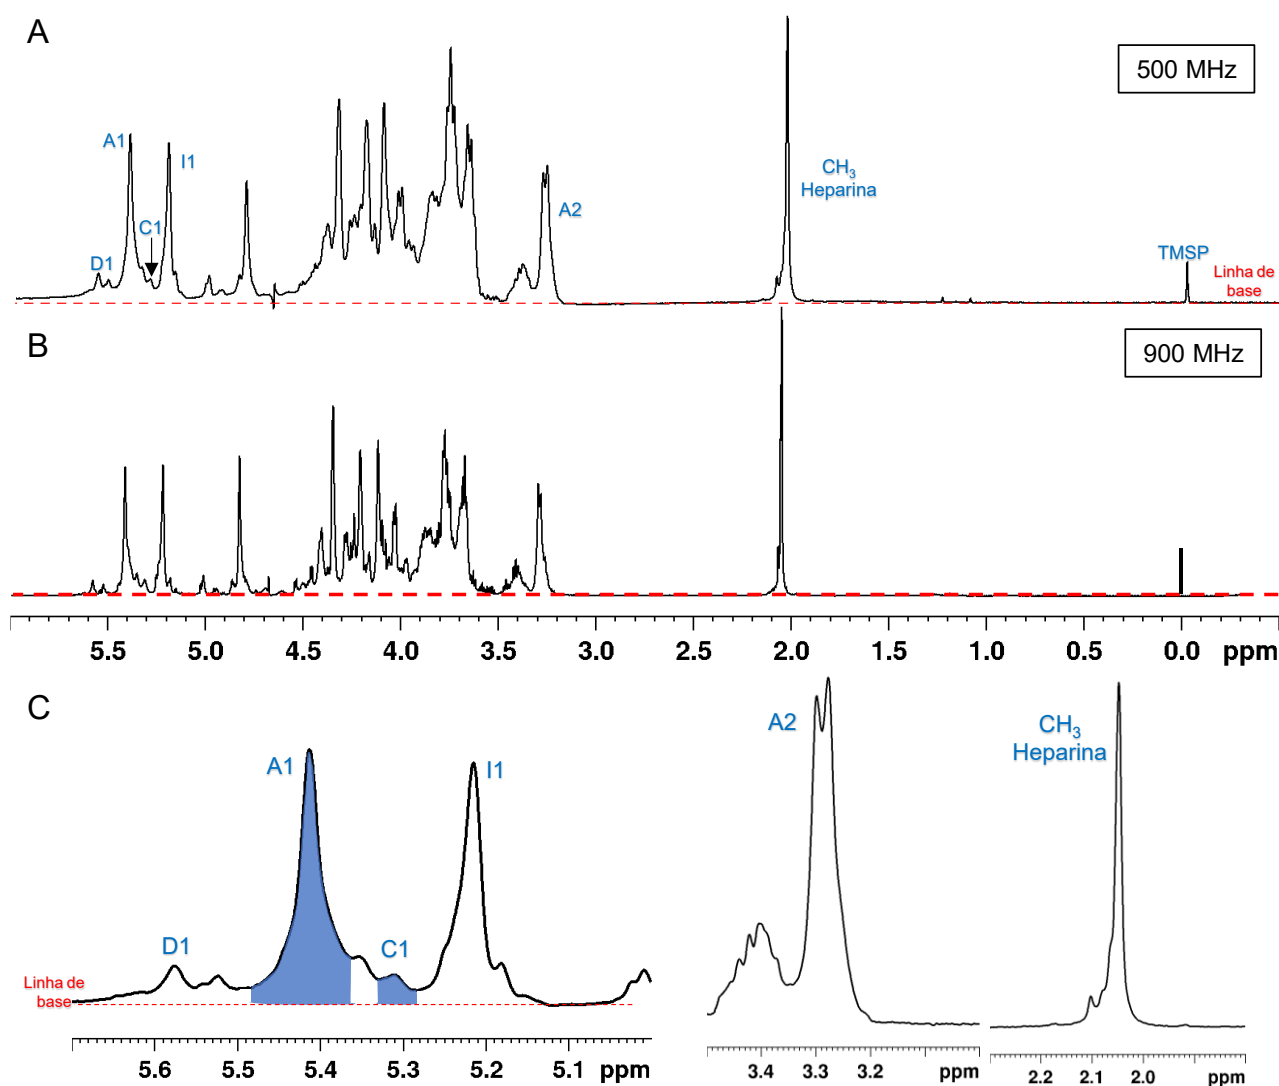 A
500 MHz
A1
I1
C1
D1
A2
CH₃
Heparina
TMSP
Linha de
base
B
900 MHz
5.5 5.0 4.5 4.0 3.5 3.0 2.5 2.0 1.5 1.0 0.5 0.0 ppm
C
A1
I1
D1
C1
Linha de
base
5.6 5.5 5.4 5.3 5.2 5.1 ppm
A2
3.4 3.3 3.2 ppm
CH₃
Heparina
2.2 2.1 2.0 ppm